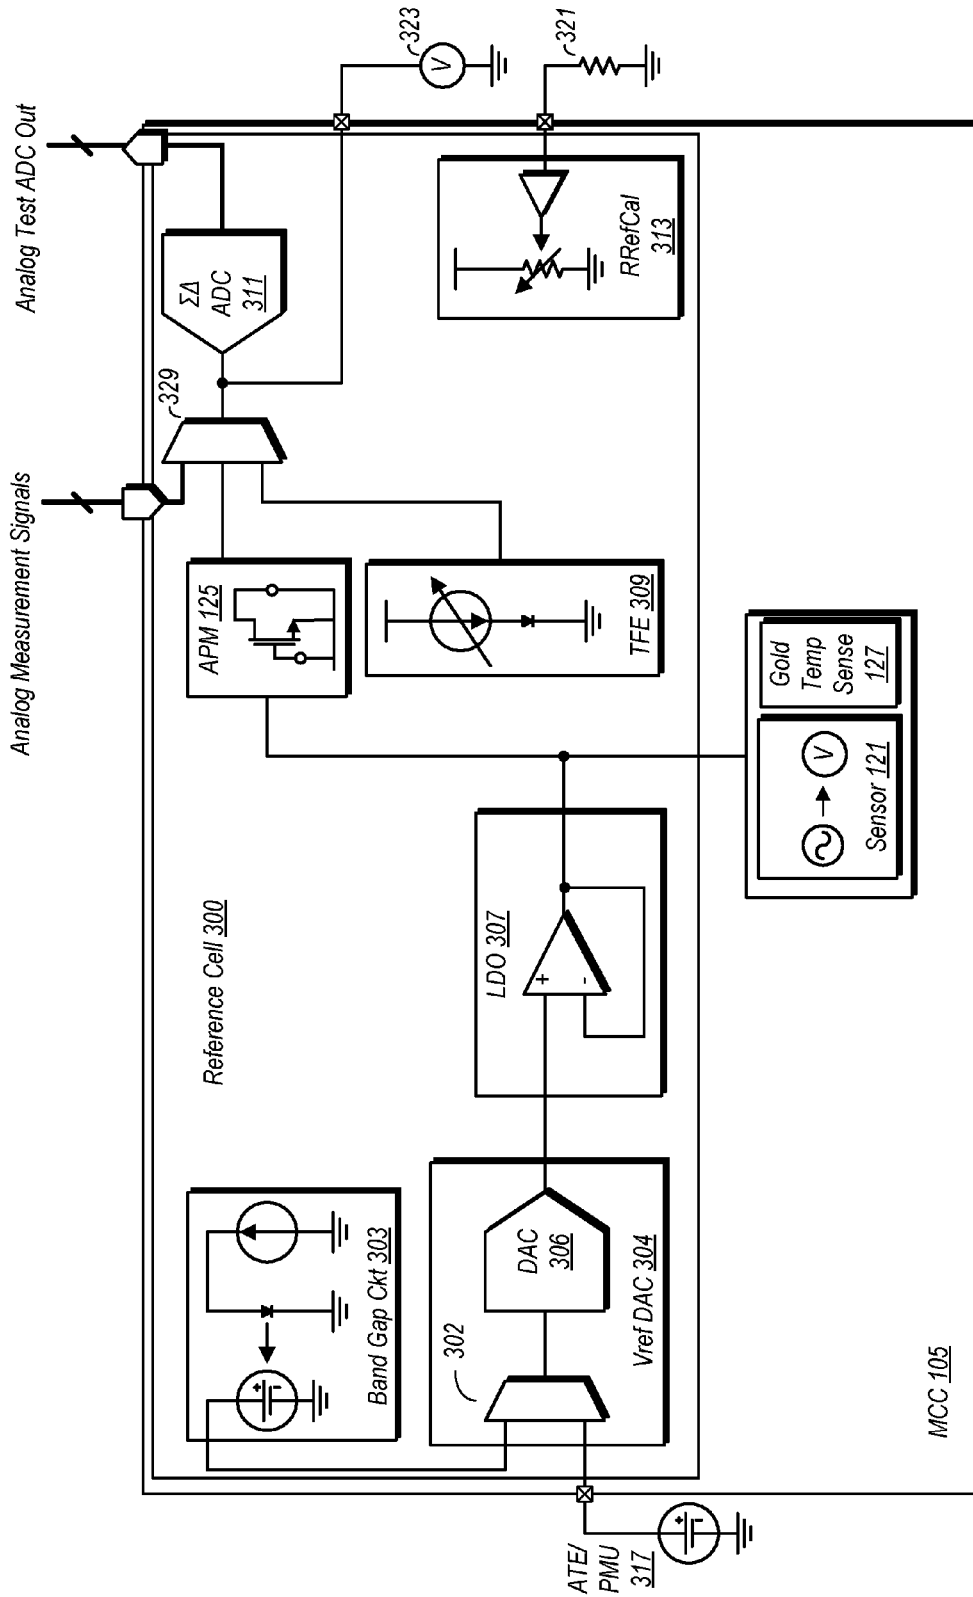 Analog Measurement Signals
Analog Test ADC Out
Reference Cell 300
Band Gap Ckt 303
+
-
302
DAC
306
Vref DAC 304
ATE/
PMU
317
+
-
LDO 307
+
-
APM 125
TFE 309
329
ΣΔ
ADC
311
323
V
321
RRefCal
313
Sensor 121
V
Gold
Temp
Sense
127
MCC 105